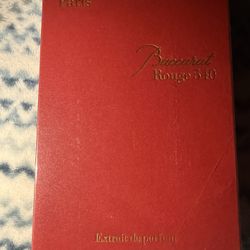 Paris
Baccarat
Rouge 540
Extrait de parfum